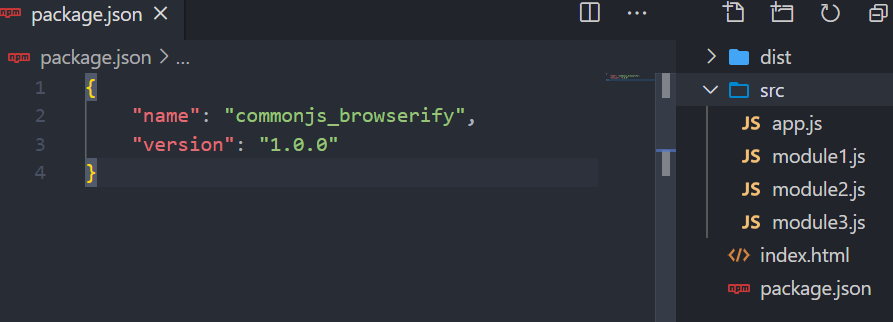 package.json
package.json > ...
1 {
2 "name": "commonjs_browserify",
3 "version": "1.0.0"
4 }
dist
src
JS app.js
JS module1.js
JS module2.js
JS module3.js
<> index.html
npm package.json